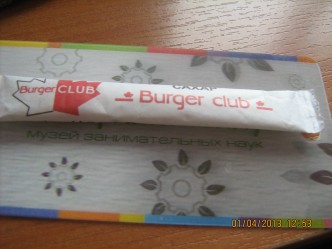 САХАР
Burger CLUB
Burger club
музей занимательных наук
01/04/2013 12:53